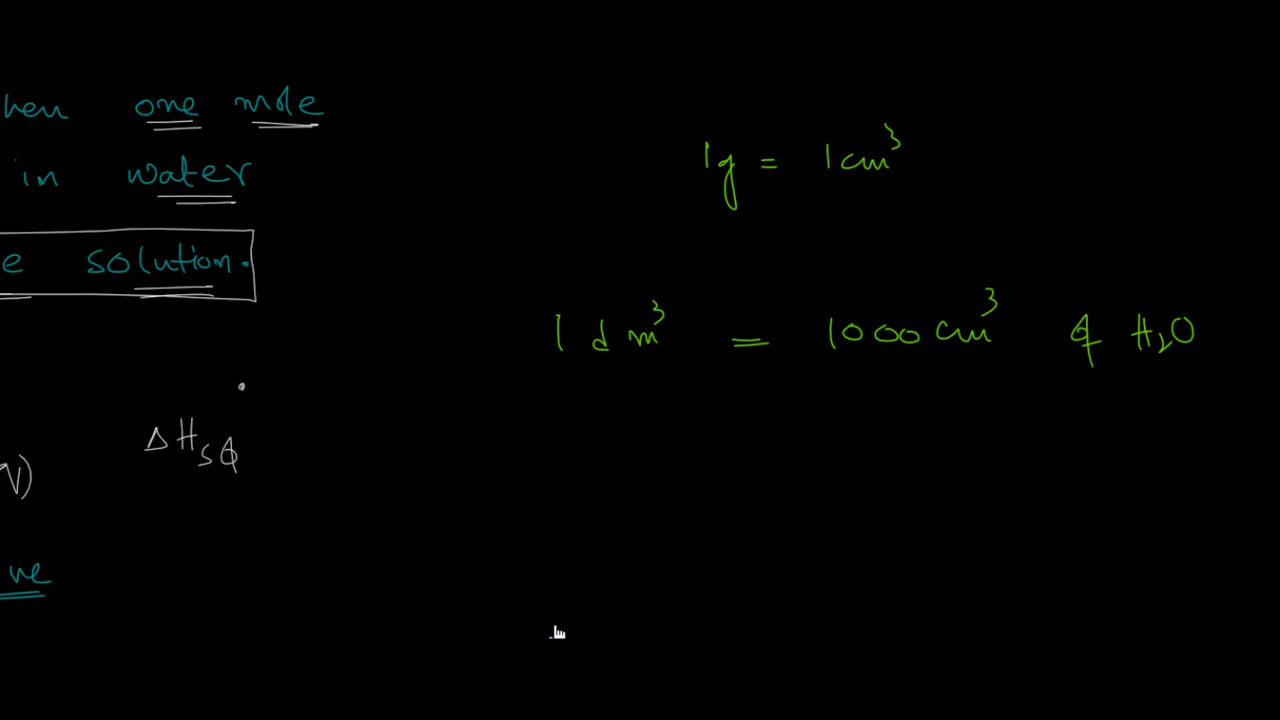 hen one mole
in water
e solution.
ΔHsol
ve
1g = 1cm³
1 dm³ = 1000 cm³ of H₂O